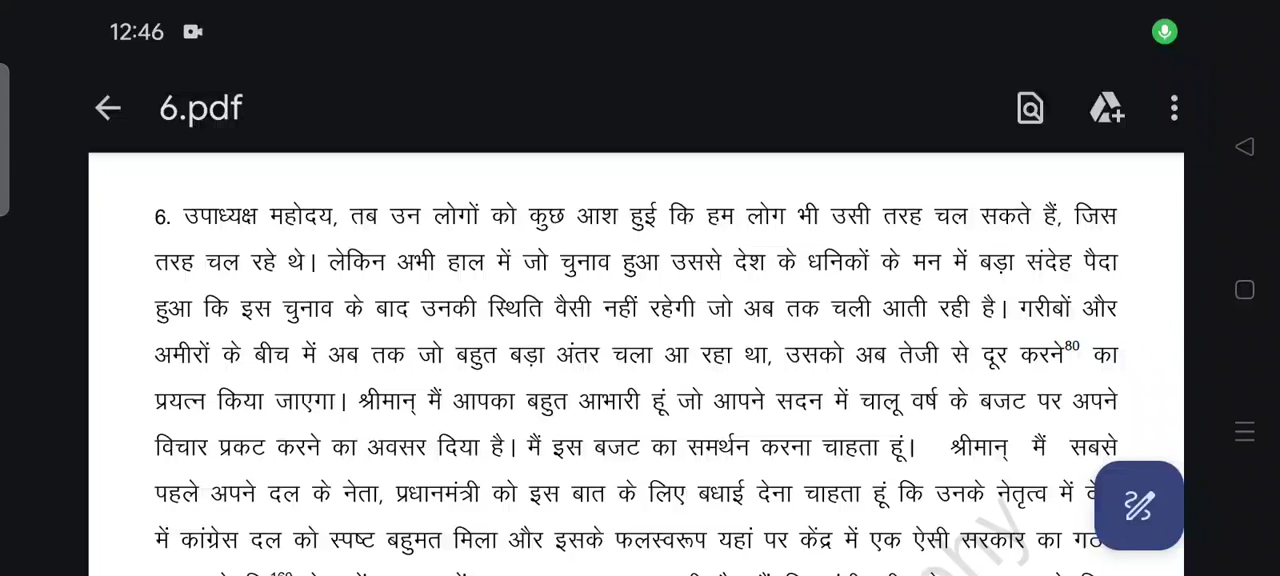 12:46
6.pdf
6. उपाध्यक्ष महोदय, तब उन लोगों को कुछ आश हुई कि हम लोग भी उसी तरह चल सकते हैं, जिस
तरह चल रहे थे। लेकिन अभी हाल में जो चुनाव हुआ उससे देश के धनिकों के मन में बड़ा संदेह पैदा
हुआ कि इस चुनाव के बाद उनकी स्थिति वैसी नहीं रहेगी जो अब तक चली आती रही है। गरीबों और
अमीरों के बीच में अब तक जो बहुत बड़ा अंतर चला आ रहा था, उसको अब तेजी से दूर करने80 का
प्रयत्न किया जाएगा। श्रीमान् मैं आपका बहुत आभारी हूं जो आपने सदन में चालू वर्ष के बजट पर अपने
विचार प्रकट करने का अवसर दिया है। मैं इस बजट का समर्थन करना चाहता हूं। श्रीमान् मैं सबसे
पहले अपने दल के नेता, प्रधानमंत्री को इस बात के लिए बधाई देना चाहता हूं कि उनके नेतृत्व में
में कांग्रेस दल को स्पष्ट बहुमत मिला और इसके फलस्वरूप यहां पर केंद्र में एक ऐसी सरकार का